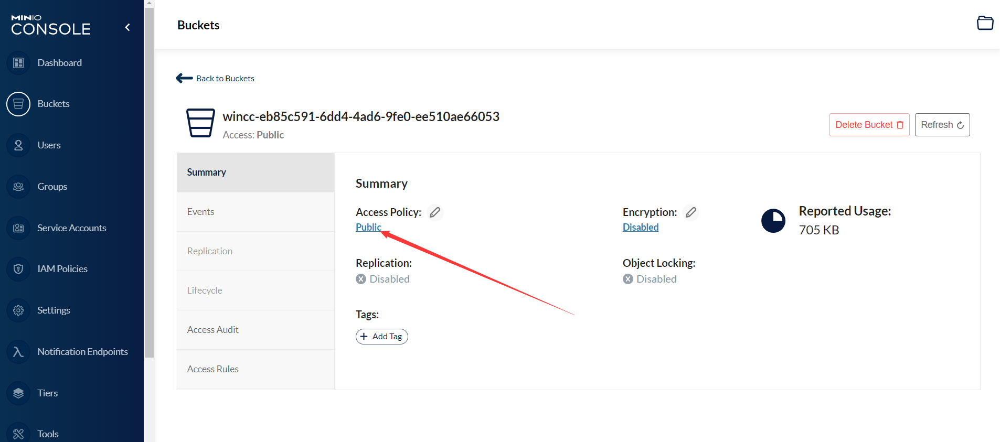 MINIO
CONSOLE
Dashboard
Buckets
Users
Groups
Service Accounts
IAM Policies
Settings
Notification Endpoints
Tiers
Tools
Buckets
Back to Buckets
wincc-eb85c591-6dd4-4ad6-9fe0-ee510ae66053
Access: Public
Delete Bucket
Refresh
Summary
Events
Replication
Lifecycle
Access Audit
Access Rules
Summary
Access Policy:
Public
Encryption:
Disabled
Reported Usage:
705 KB
Replication:
Disabled
Object Locking:
Disabled
Tags:
+ Add Tag